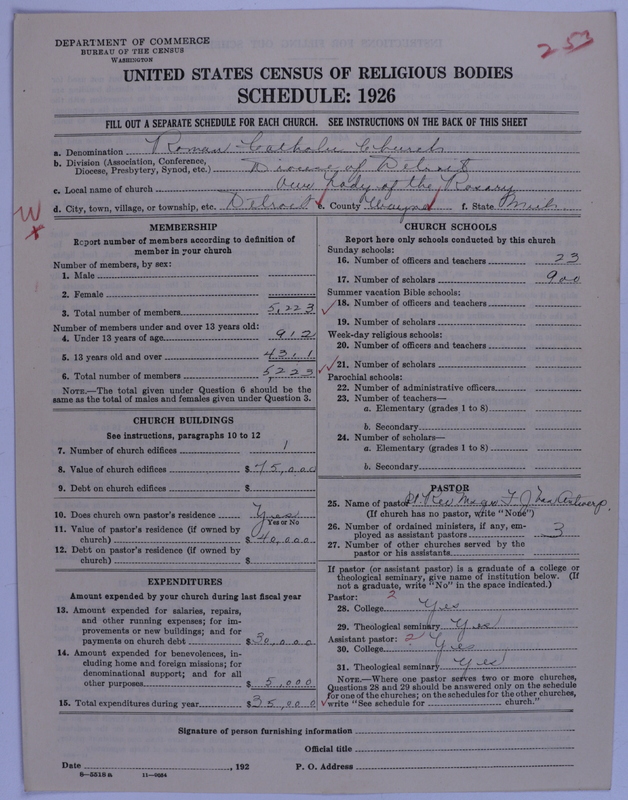 253
DEPARTMENT OF COMMERCE
BUREAU OF THE CENSUS
WASHINGTON
UNITED STATES CENSUS OF RELIGIOUS BODIES
SCHEDULE: 1926
FILL OUT A SEPARATE SCHEDULE FOR EACH CHURCH. SEE INSTRUCTIONS ON THE BACK OF THIS SHEET
a. Denomination Roman Catholic Church
b. Division (Association, Conference, Diocese, Presbytery, Synod, etc.) Diocese of Detroit
c. Local name of church Our Lady of the Rosary
d. City, town, village, or township, etc. Detroit e. County Wayne f. State Mich
W
x
MEMBERSHIP
Report number of members according to definition of
member in your church
Number of members, by sex:
1. Male
2. Female
3. Total number of members 5,223
Number of members under and over 13 years old:
4. Under 13 years of age 912
5. 13 years old and over 4311
6. Total number of members 5223
NOTE.—The total given under Question 6 should be the
same as the total of males and females given under Question 3.
CHURCH BUILDINGS
See instructions, paragraphs 10 to 12
7. Number of church edifices 1
8. Value of church edifices $75,000
9. Debt on church edifices $
10. Does church own pastor's residence Yes
Yes or No
11. Value of pastor's residence (if owned by
church) $40,000
12. Debt on pastor's residence (if owned by
church) $
EXPENDITURES
Amount expended by your church during last fiscal year
13. Amount expended for salaries, repairs,
and other running expenses; for im-
provements or new buildings; and for
payments on church debt $30,000
14. Amount expended for benevolences, in-
cluding home and foreign missions; for
denominational support; and for all
other purposes $5,000
15. Total expenditures during year $35,000
CHURCH SCHOOLS
Report here only schools conducted by this church
Sunday schools:
16. Number of officers and teachers 23
17. Number of scholars 900
Summer vacation Bible schools:
18. Number of officers and teachers
19. Number of scholars
Week-day religious schools:
20. Number of officers and teachers
21. Number of scholars
Parochial schools:
22. Number of administrative officers
23. Number of teachers—
a. Elementary (grades 1 to 8)
b. Secondary
24. Number of scholars—
a. Elementary (grades 1 to 8)
b. Secondary
PASTOR
25. Name of pastor Rt Rev Msgr F. J. Van Antwerp
(If church has no pastor, write "None")
26. Number of ordained ministers, if any, em-
ployed as assistant pastors 3
27. Number of other churches served by the
pastor or his assistants
If pastor (or assistant pastor) is a graduate of a college or
theological seminary, give name of institution below. (If
not a graduate, write "No" in the space indicated.)
Pastor: 2
28. College Yes
29. Theological seminary Yes
Assistant pastor: 2
30. College Yes
31. Theological seminary Yes
NOTE.—Where one pastor serves two or more churches,
Questions 28 and 29 should be answered only on the schedule
for one of the churches; on the schedules for the other churches,
write "See schedule for church."
Signature of person furnishing information
Official title
Date , 192 P. O. Address
8-5518a 11-9034